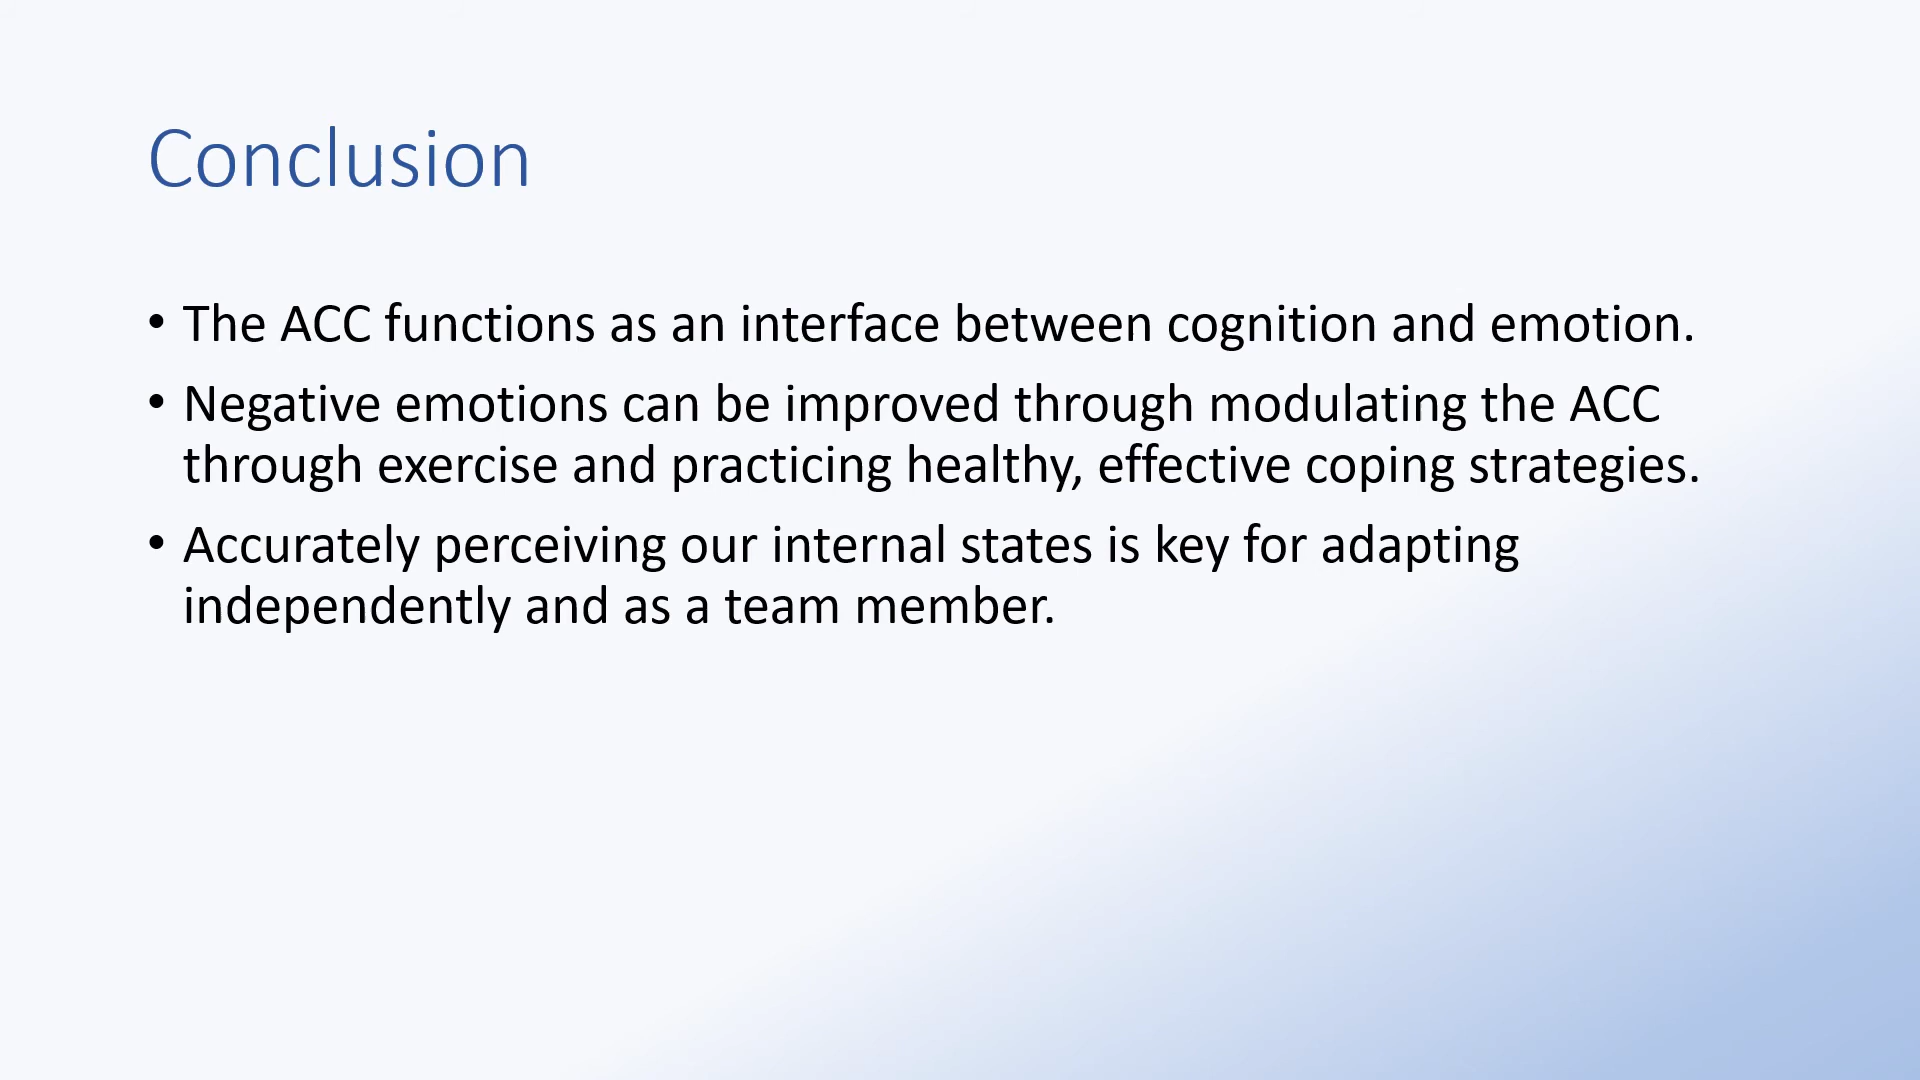 Conclusion
• The ACC functions as an interface between cognition and emotion.
• Negative emotions can be improved through modulating the ACC
through exercise and practicing healthy, effective coping strategies.
• Accurately perceiving our internal states is key for adapting
independently and as a team member.